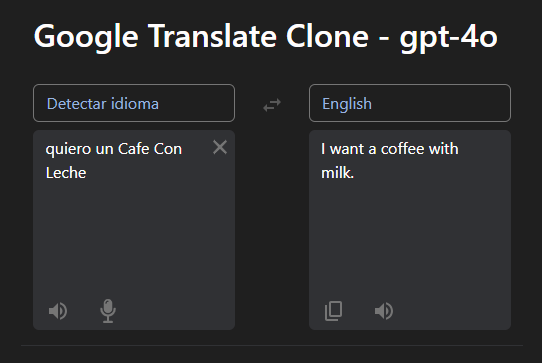 Google Translate Clone - gpt-4o
Detectar idioma
English
quiero un Cafe Con
Leche
I want a coffee with
milk.